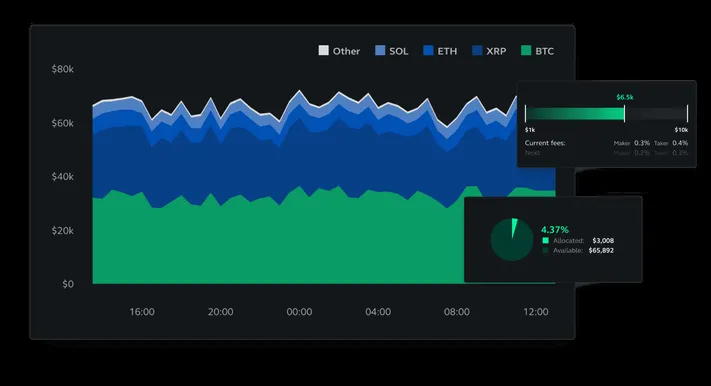 Other SOL ETH XRP BTC
$80k
$60k
$40k
$20k
$0
16:00 20:00 00:00 04:00 08:00 12:00
$6.5k
$1k $10k
Current fees: Maker 0.3% Taker 0.4%
Next: Maker 0.2% Taker 0.3%
4.37%
Allocated: $3,008
Available: $65,892